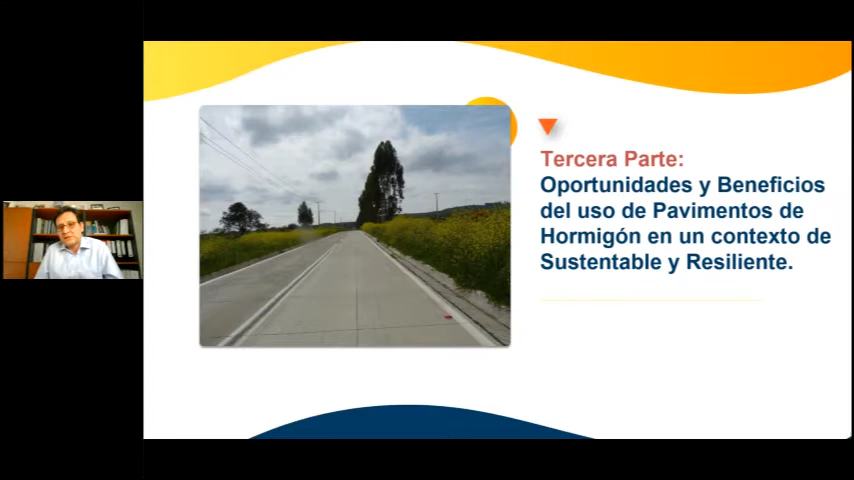 Tercera Parte:
Oportunidades y Beneficios
del uso de Pavimentos de
Hormigón en un contexto de
Sustentable y Resiliente.